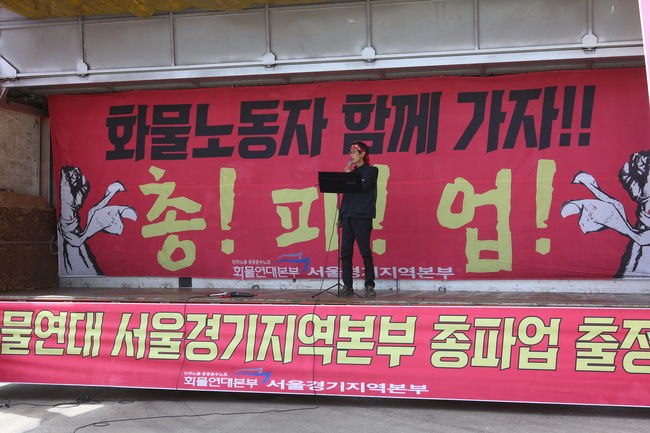 화물노동자 함께 가자!!
총! 파! 업!
민주노총 공공운수노조
화물연대본부 서울경기지역본부
물연대 서울경기지역본부 총파업 출정
민주노총 공공운수노조
화물연대본부 서울경기지역본부